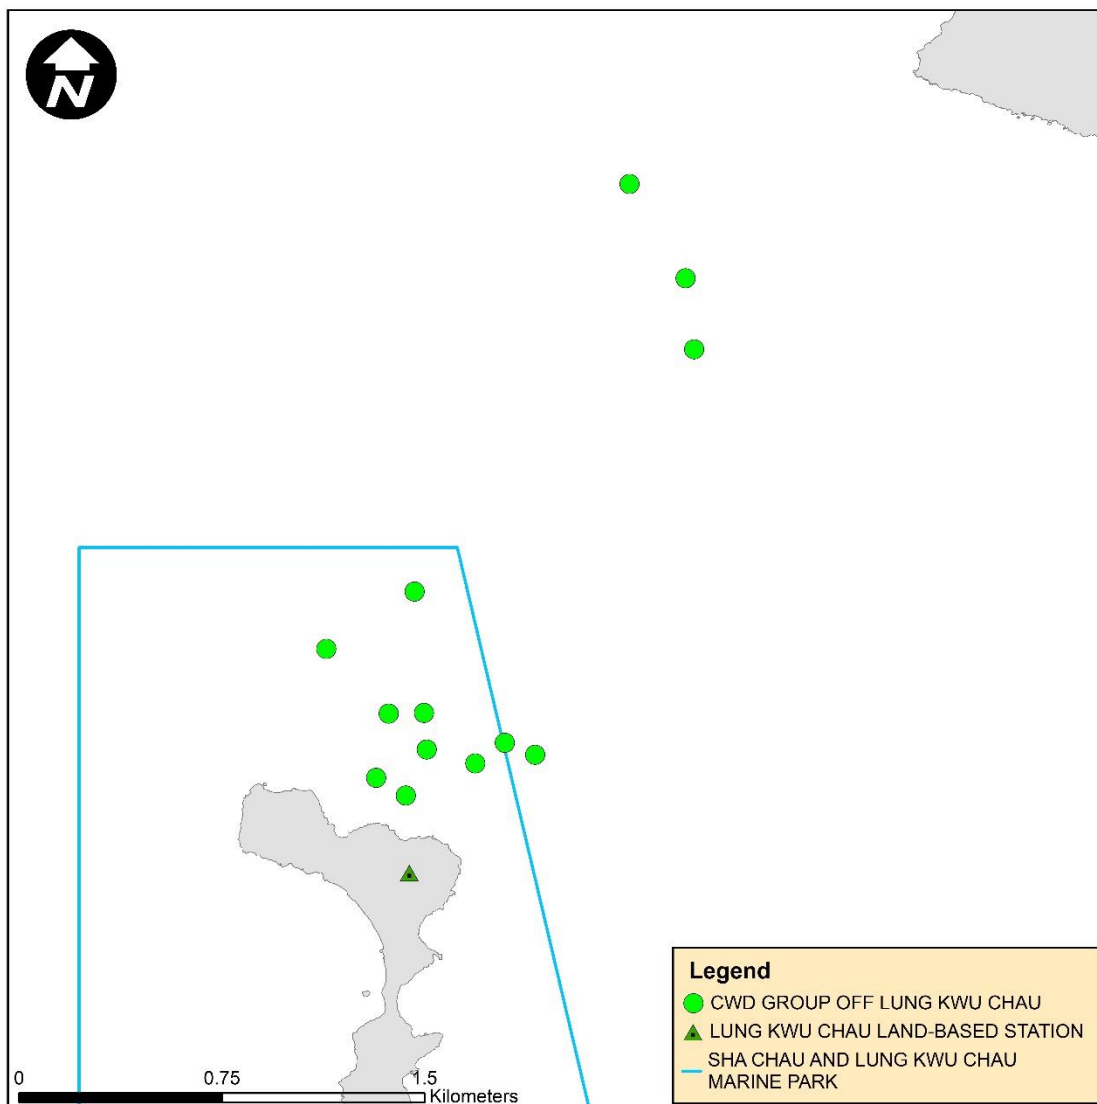 N
Legend
CWD GROUP OFF LUNG KWU CHAU
LUNG KWU CHAU LAND-BASED STATION
SHA CHAU AND LUNG KWU CHAU
MARINE PARK
0 0.75 1.5
Kilometers